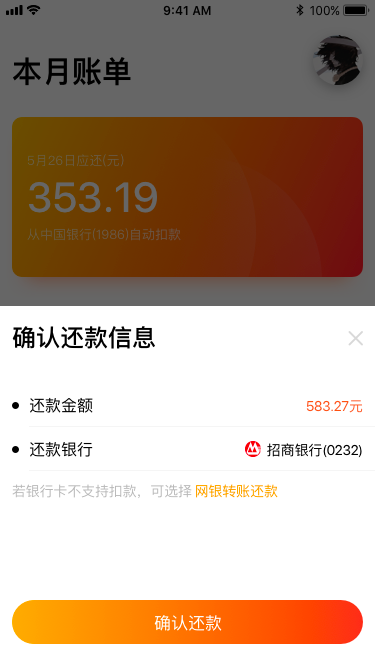 9:41 AM
100%
本月账单
5月26日应还(元)
353.19
从中国银行(1986)自动扣款
确认还款信息
还款金额
583.27元
还款银行
招商银行(0232)
若银行卡不支持扣款，可选择 网银转账还款
确认还款